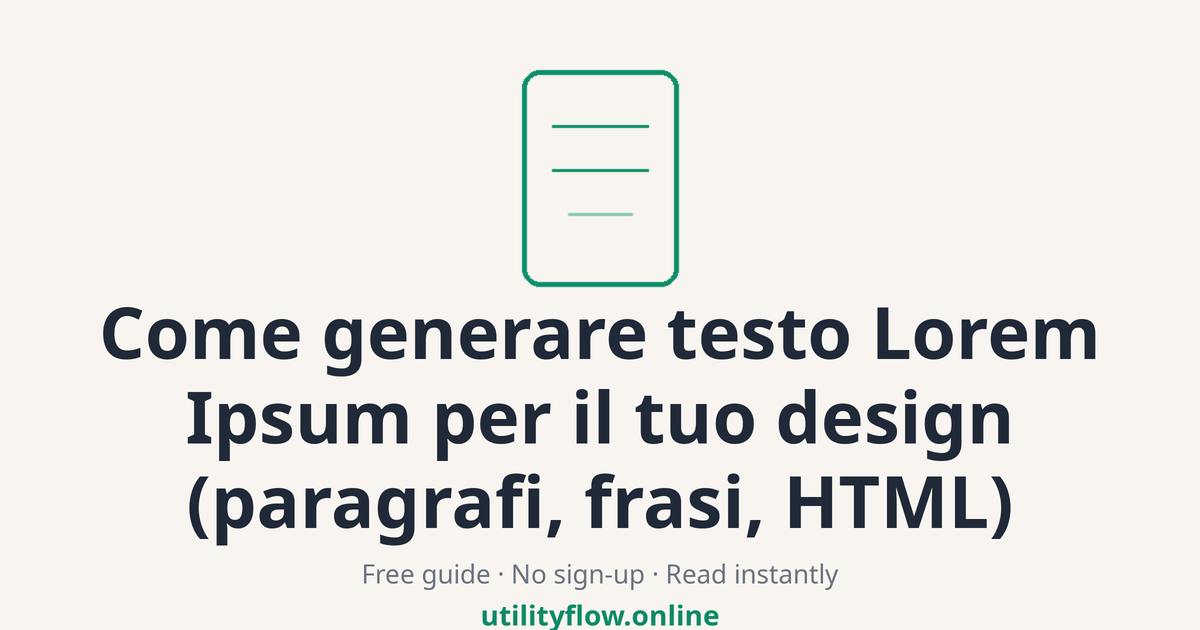 Come generare testo Lorem
Ipsum per il tuo design
(paragrafi, frasi, HTML)
Free guide · No sign-up · Read instantly
utilityflow.online